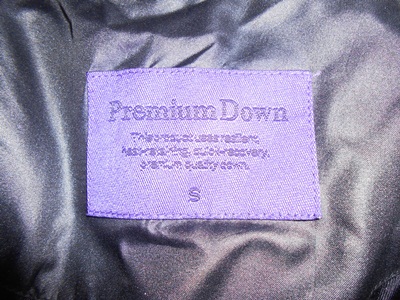 Premium Down
This product uses resilient,
heat-retaining, quick-recovery,
premium quality down.
S